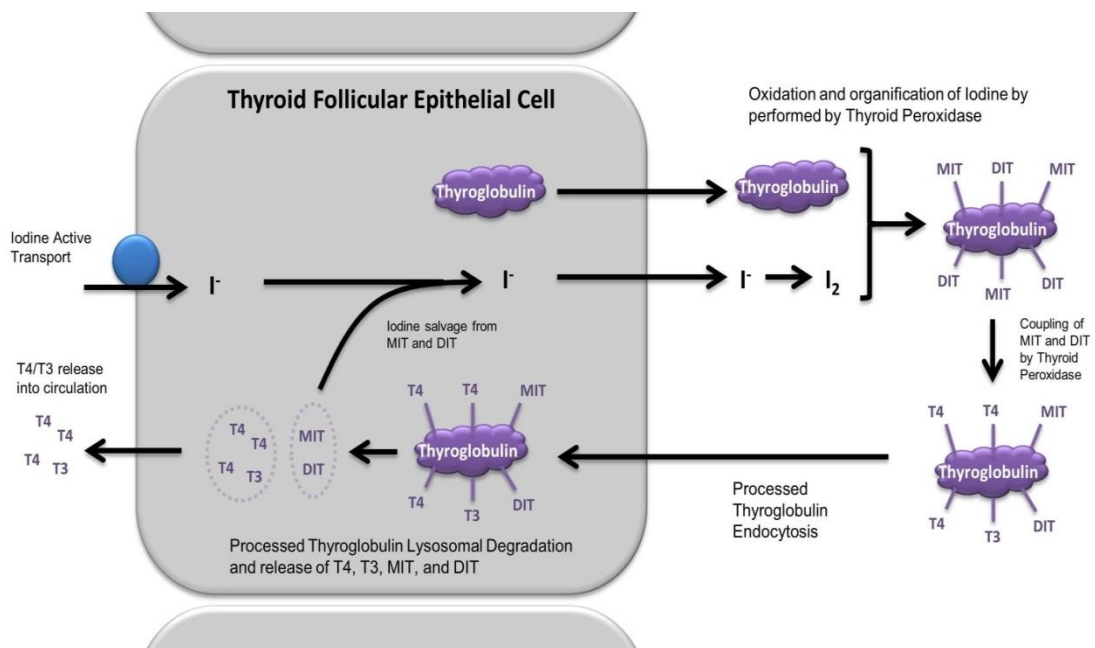 Thyroid Follicular Epithelial Cell
Oxidation and organification of Iodine by
performed by Thyroid Peroxidase
Thyroglobulin
Thyroglobulin
MIT
DIT
MIT
Thyroglobulin
DIT
MIT
DIT
Iodine Active
Transport
I-
I-
I-
I2
Iodine salvage from
MIT and DIT
Coupling of
MIT and DIT
by Thyroid
Peroxidase
T4/T3 release
into circulation
T4
T4
T4
T3
T4
T4
T4
T3
MIT
DIT
T4
T4
MIT
Thyroglobulin
T4
T3
DIT
T4
T4
MIT
Thyroglobulin
T4
T3
DIT
Processed
Thyroglobulin
Endocytosis
Processed Thyroglobulin Lysosomal Degradation
and release of T4, T3, MIT, and DIT